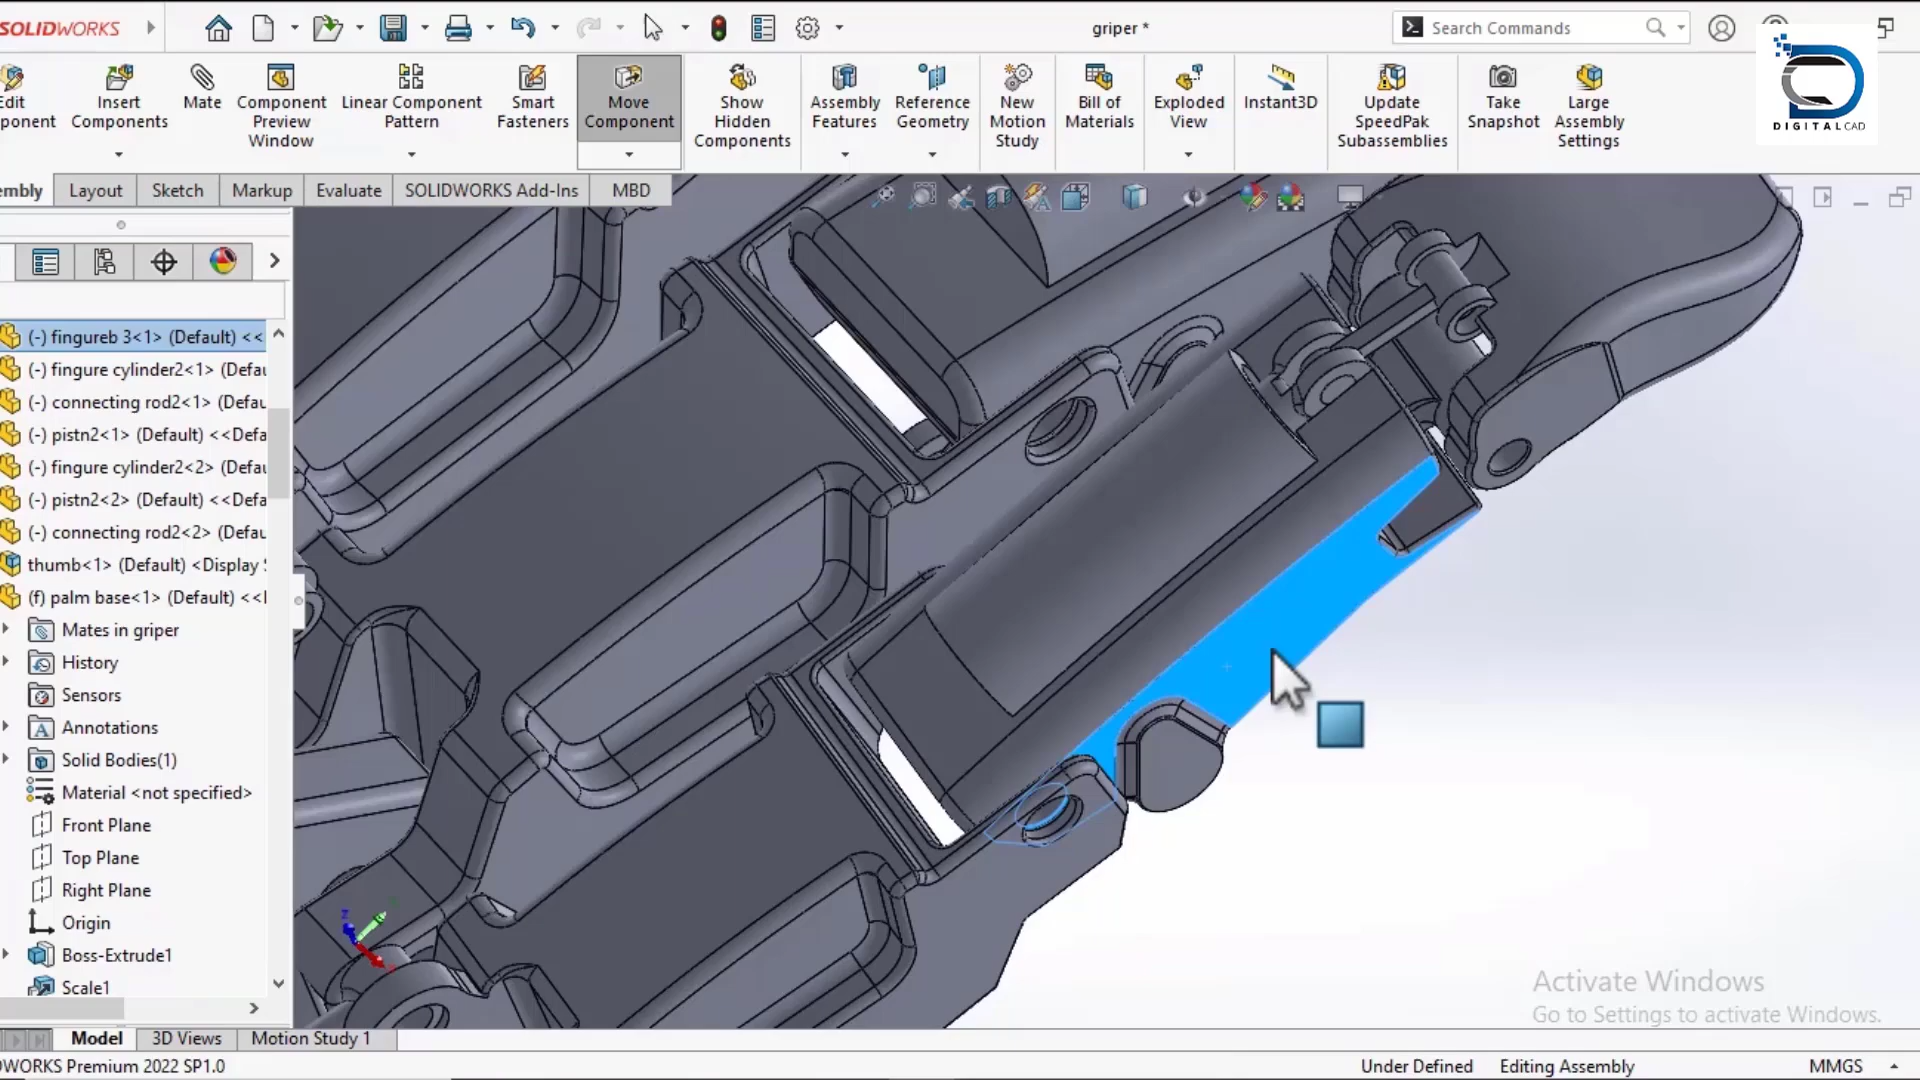 SOLIDWORKS
griper *
Search Commands
DIGITALCAD
Edit
ponent
Insert
Components
Mate
Component
Preview
Window
Linear Component
Pattern
Smart
Fasteners
Move
Component
Show
Hidden
Components
Assembly
Features
Reference
Geometry
New
Motion
Study
Bill of
Materials
Exploded
View
Instant3D
Update
SpeedPak
Subassemblies
Take
Snapshot
Large
Assembly
Settings
embly
Layout
Sketch
Markup
Evaluate
SOLIDWORKS Add-Ins
MBD
(-) fingureb 3<1> (Default) <<
(-) fingure cylinder2<1> (Defau
(-) connecting rod2<1> (Defau
(-) pistn2<1> (Default) <<Defa
(-) fingure cylinder2<2> (Defau
(-) pistn2<2> (Default) <<Defa
(-) connecting rod2<2> (Defau
thumb<1> (Default) <Display S
(f) palm base<1> (Default) <<I
Mates in griper
History
Sensors
Annotations
Solid Bodies(1)
Material <not specified>
Front Plane
Top Plane
Right Plane
Origin
Boss-Extrude1
Scale1
Z
Activate Windows
Go to Settings to activate Windows.
Model
3D Views
Motion Study 1
DWORKS Premium 2022 SP1.0
Under Defined
Editing Assembly
MMGS